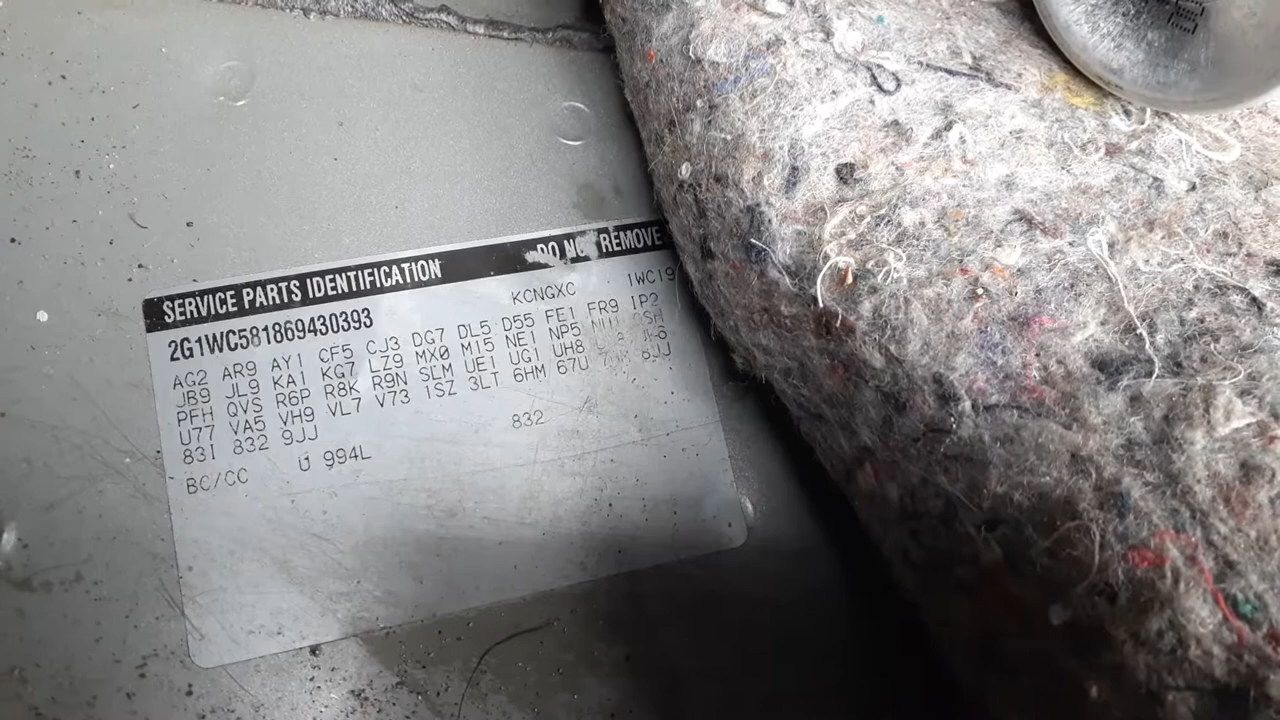 SERVICE PARTS IDENTIFICATION DO NOT REMOVE
2G1WC581869430393 KCNGXC 1WC19
AG2 AR9 AY1 CF5 CJ3 DG7 DL5 D55 FE1 FR9 IP2
JB9 JL9 KA1 KG7 LZ9 MX0 M15 NE1 NP5
PFH QVS R6P R8K R9N SLM UE1 UG1 UH8
U77 VA5 VH9 VL7 V73 1SZ 3LT 6HM 67U 6JJ
831 832 9JJ 832
BC/CC U 994L